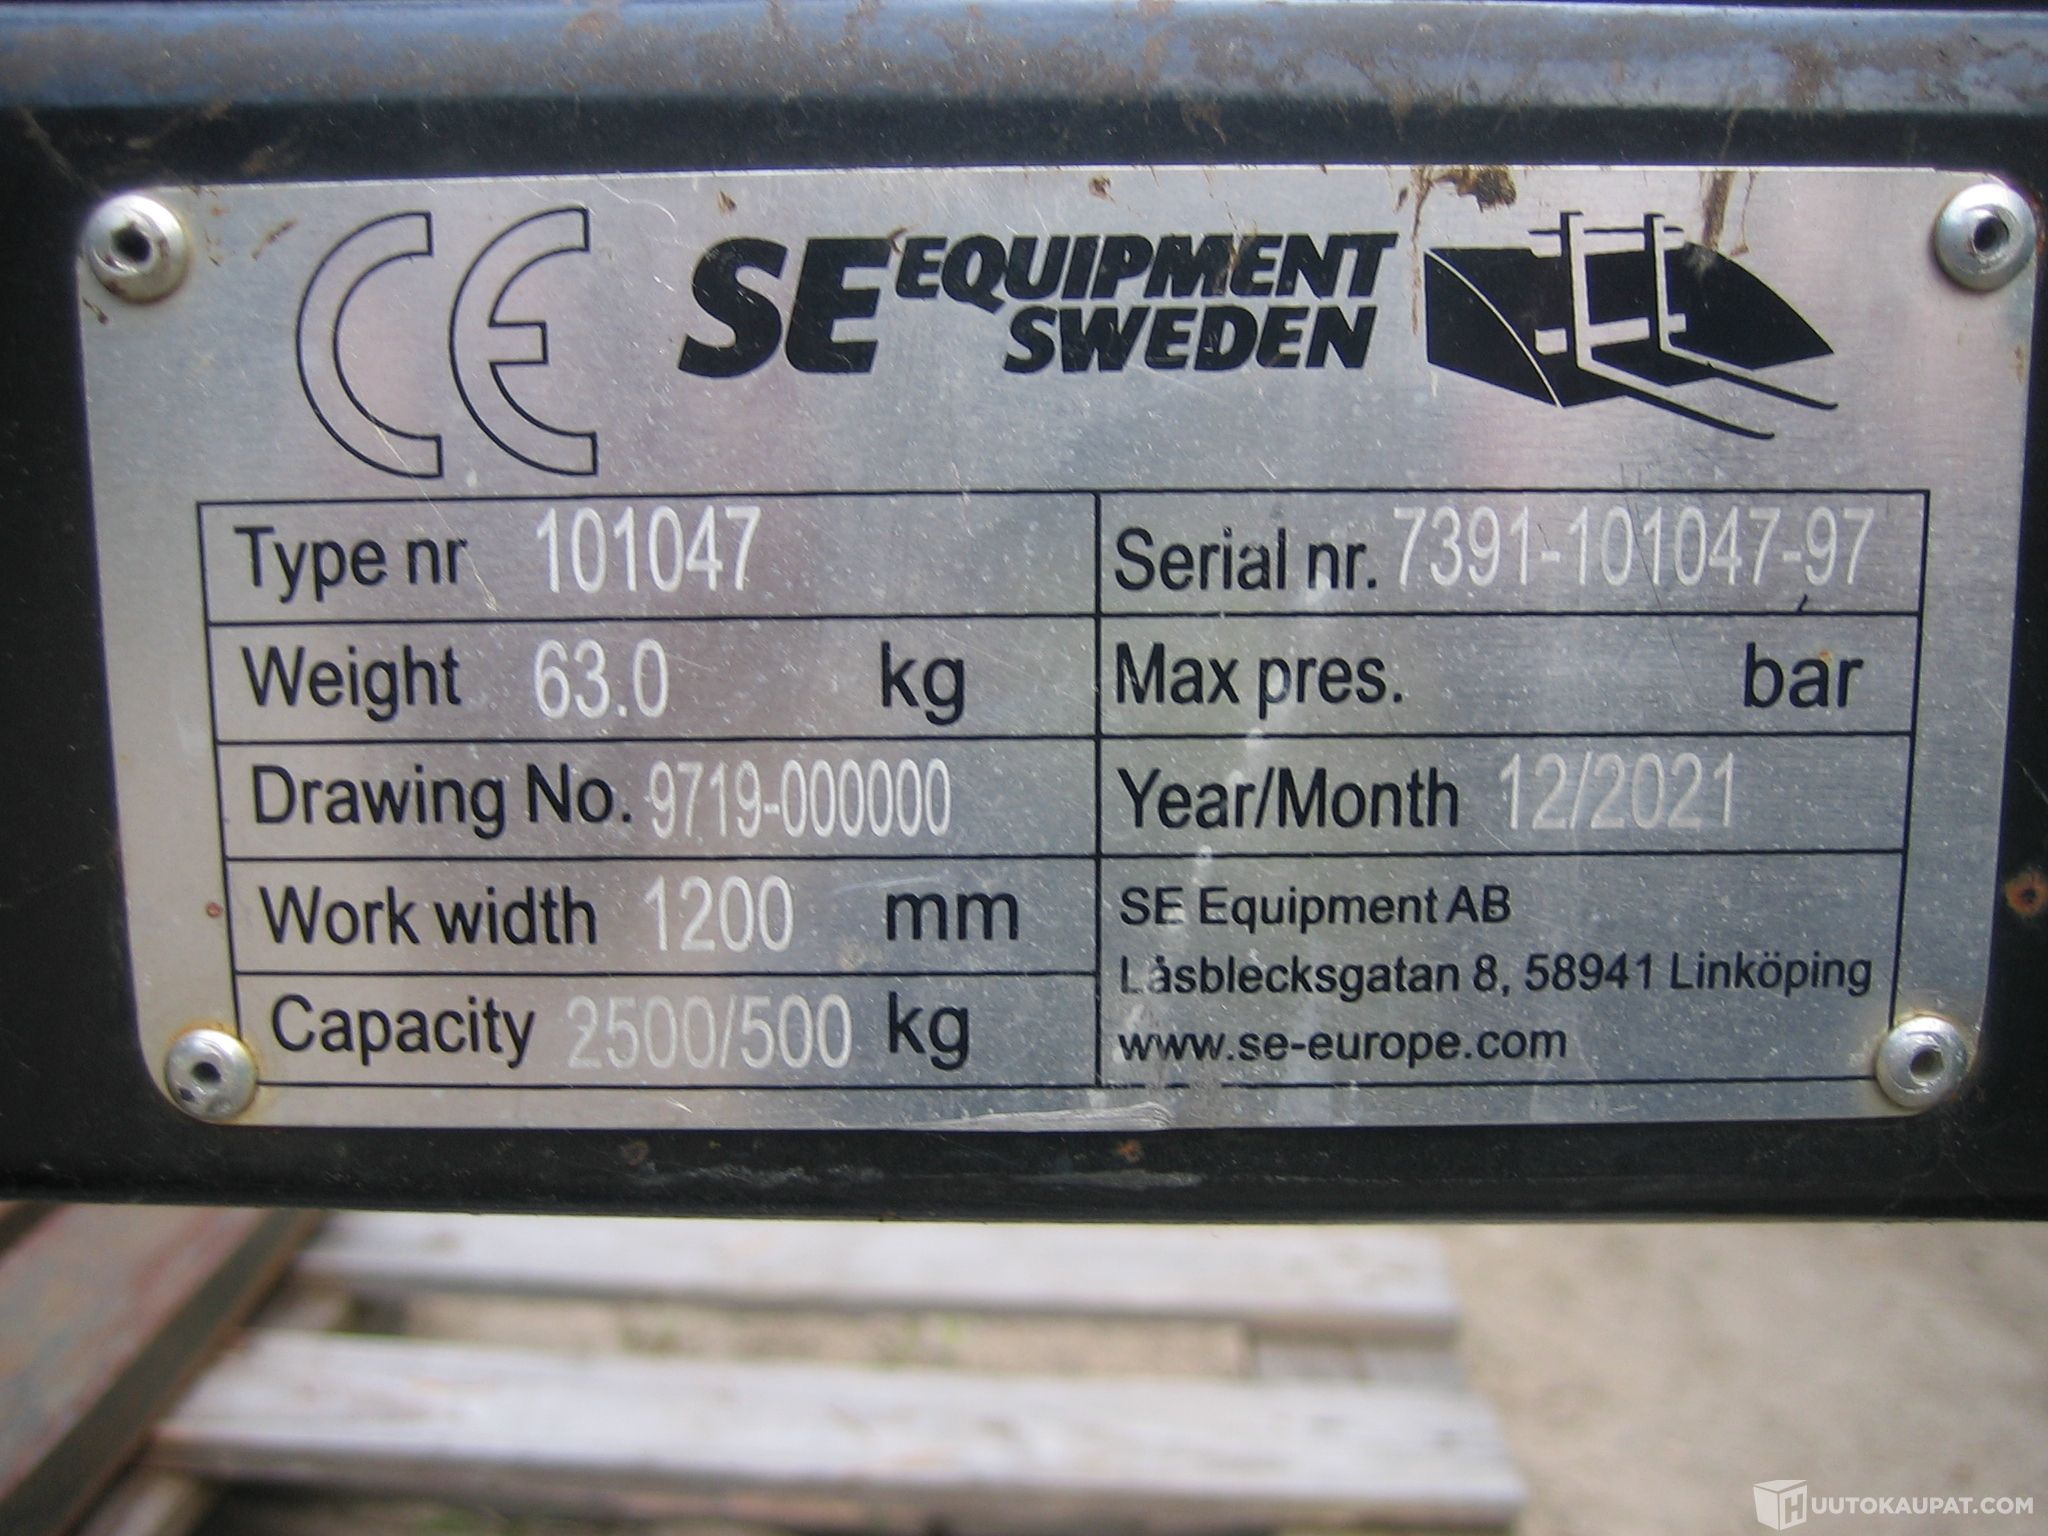 CE SE EQUIPMENT
SWEDEN
Type nr 101047
Serial nr. 7391-101047-97
Weight 63.0 kg
Max pres. bar
Drawing No. 9719-000000
Year/Month 12/2021
Work width 1200 mm
SE Equipment AB
Låsblecksgatan 8, 58941 Linköping
www.se-europe.com
Capacity 2500/500 kg
HUUTOKAUPAT.COM